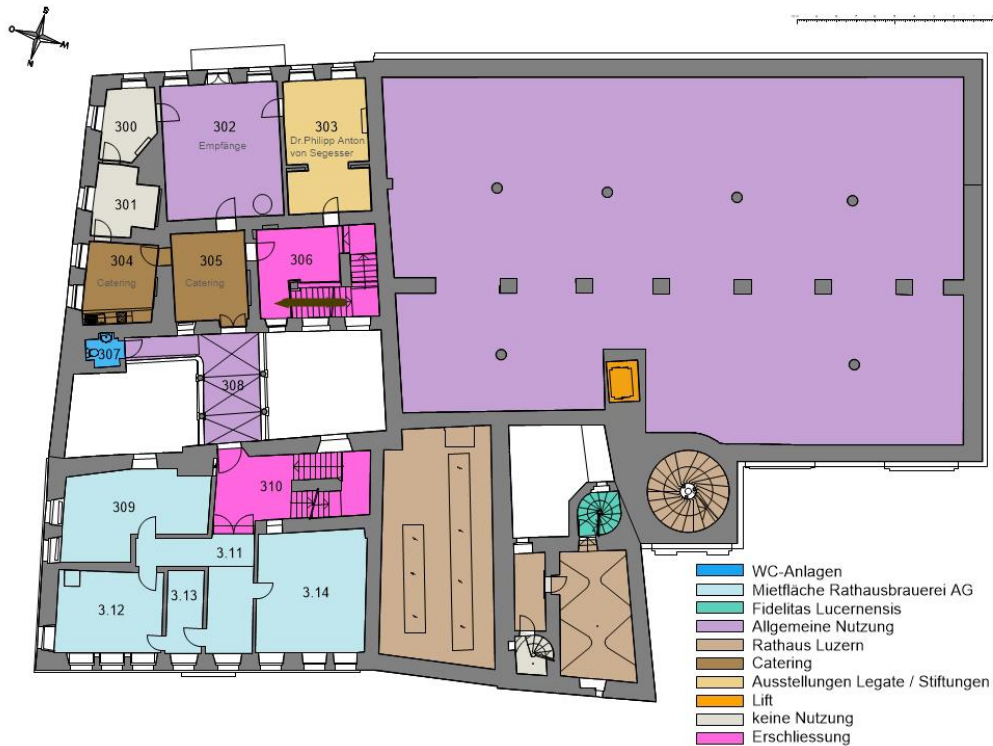 S
O
W
N
300
302
Empfänge
303
Dr.Philipp Anton
von Segesser
301
304
Catering
305
Catering
306
307
308
309
310
3.11
3.12
3.13
3.14
WC-Anlagen
Mietfläche Rathausbrauerei AG
Fidelitas Lucernensis
Allgemeine Nutzung
Rathaus Luzern
Catering
Ausstellungen Legate / Stiftungen
Lift
keine Nutzung
Erschliessung